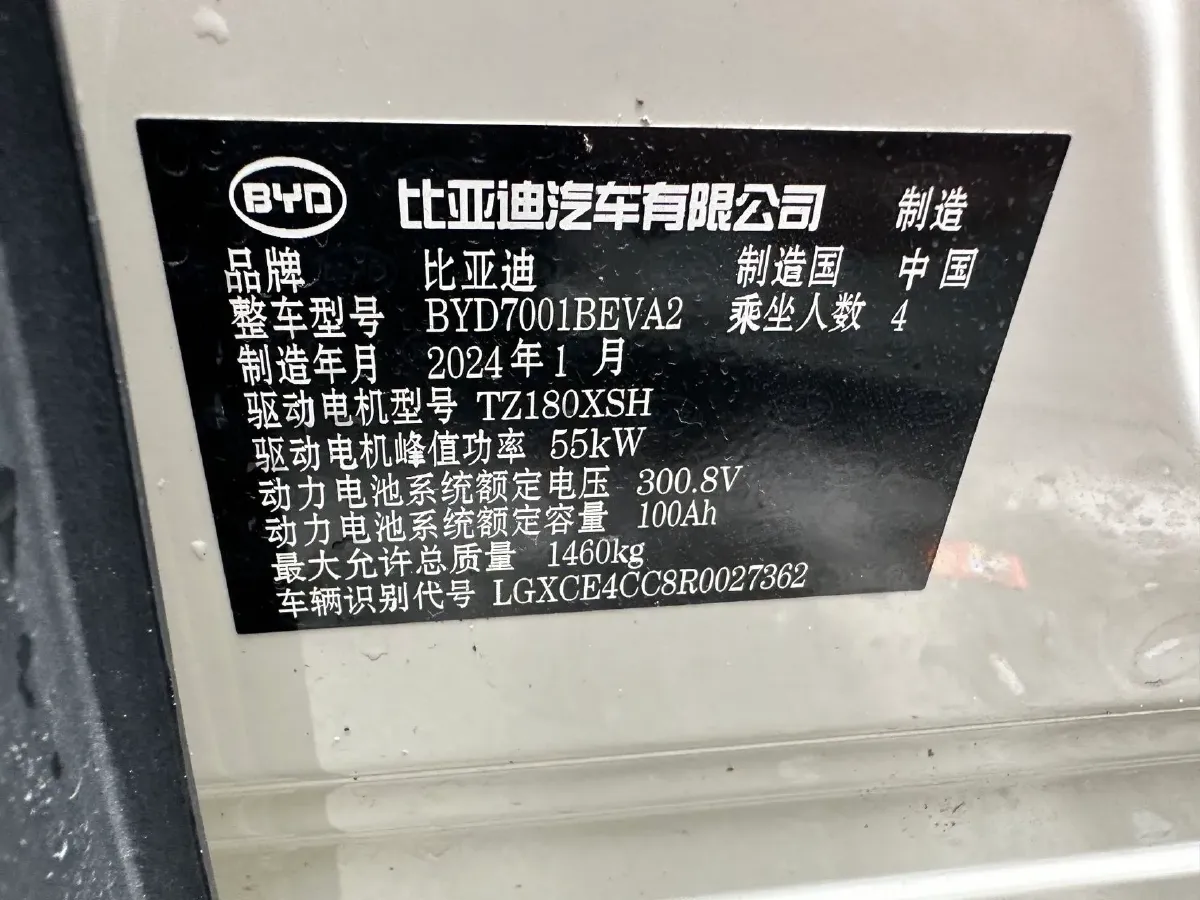 BYD 比亚迪汽车有限公司 制造
品牌 比亚迪 制造国 中国
整车型号 BYD7001BEVA2 乘坐人数 4
制造年月 2024年1月
驱动电机型号 TZ180XSH
驱动电机峰值功率 55kW
动力电池系统额定电压 300.8V
动力电池系统额定容量 100Ah
最大允许总质量 1460kg
车辆识别代号 LGXCE4CC8R0027362